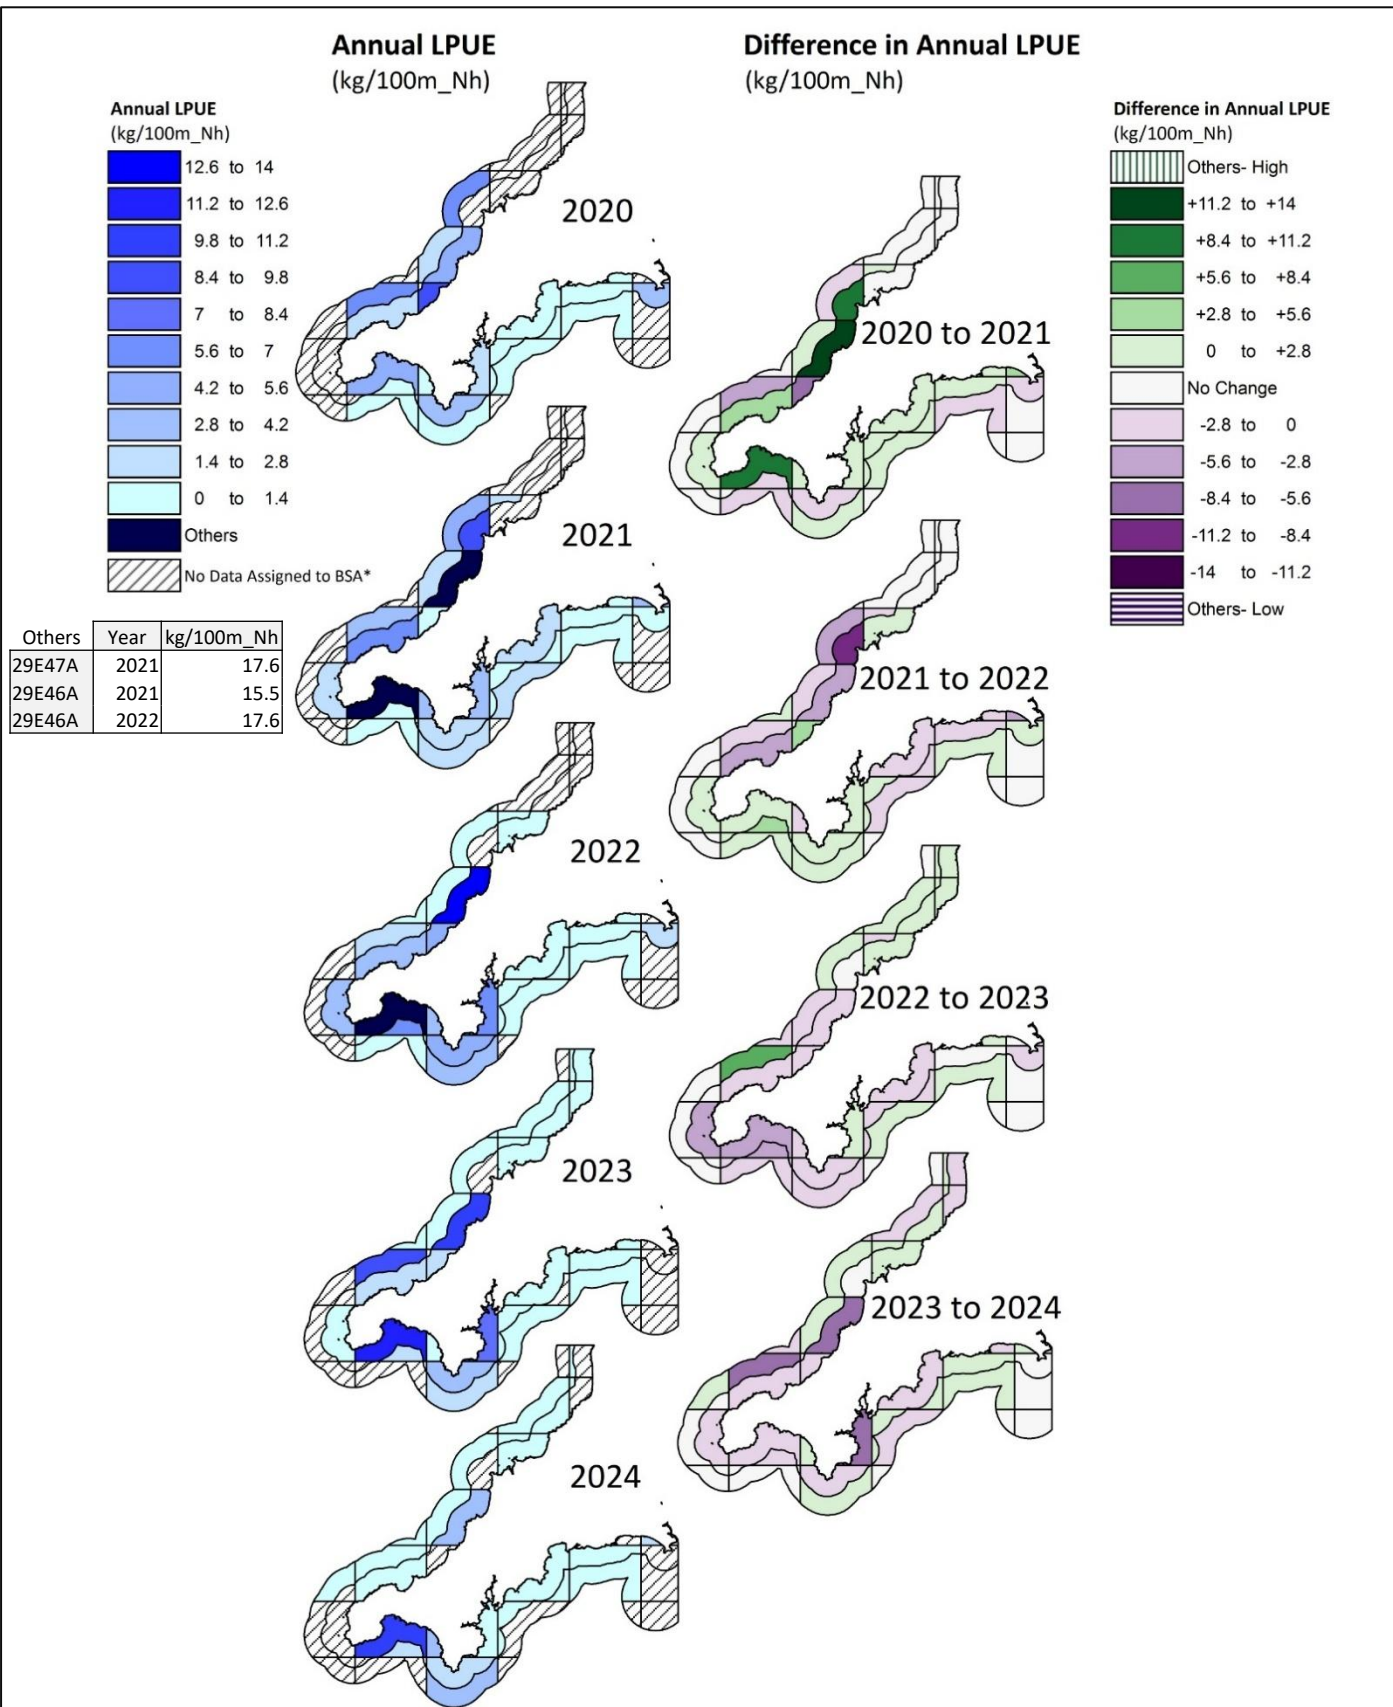 Annual LPUE
(kg/100m_Nh)
Difference in Annual LPUE
(kg/100m_Nh)
Annual LPUE
(kg/100m_Nh)
12.6 to 14
11.2 to 12.6
9.8 to 11.2
8.4 to 9.8
7 to 8.4
5.6 to 7
4.2 to 5.6
2.8 to 4.2
1.4 to 2.8
0 to 1.4
Others
No Data Assigned to BSA*
Others Year kg/100m_Nh
29E47A 2021 17.6
29E46A 2021 15.5
29E46A 2022 17.6
2020
2021
2022
2023
2024
2020 to 2021
2021 to 2022
2022 to 2023
2023 to 2024
Difference in Annual LPUE
(kg/100m_Nh)
Others- High
+11.2 to +14
+8.4 to +11.2
+5.6 to +8.4
+2.8 to +5.6
0 to +2.8
No Change
-2.8 to 0
-5.6 to -2.8
-8.4 to -5.6
-11.2 to -8.4
-14 to -11.2
Others- Low